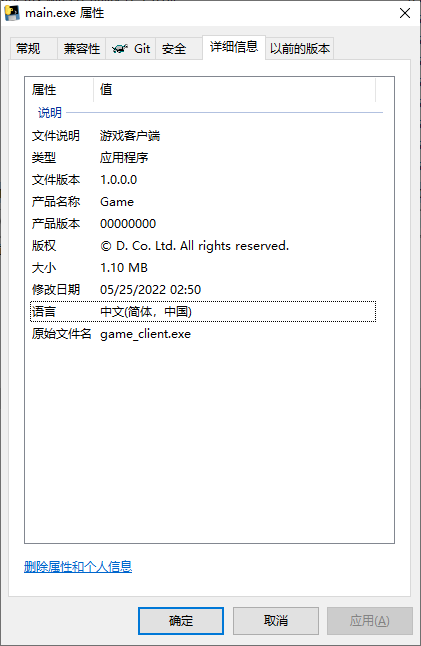 main.exe 属性
常规 兼容性 Git 安全 详细信息 以前的版本
属性 值
说明
文件说明 游戏客户端
类型 应用程序
文件版本 1.0.0.0
产品名称 Game
产品版本 00000000
版权 © D. Co. Ltd. All rights reserved.
大小 1.10 MB
修改日期 05/25/2022 02:50
语言 中文(简体，中国)
原始文件名 game_client.exe
删除属性和个人信息
确定 取消 应用(A)